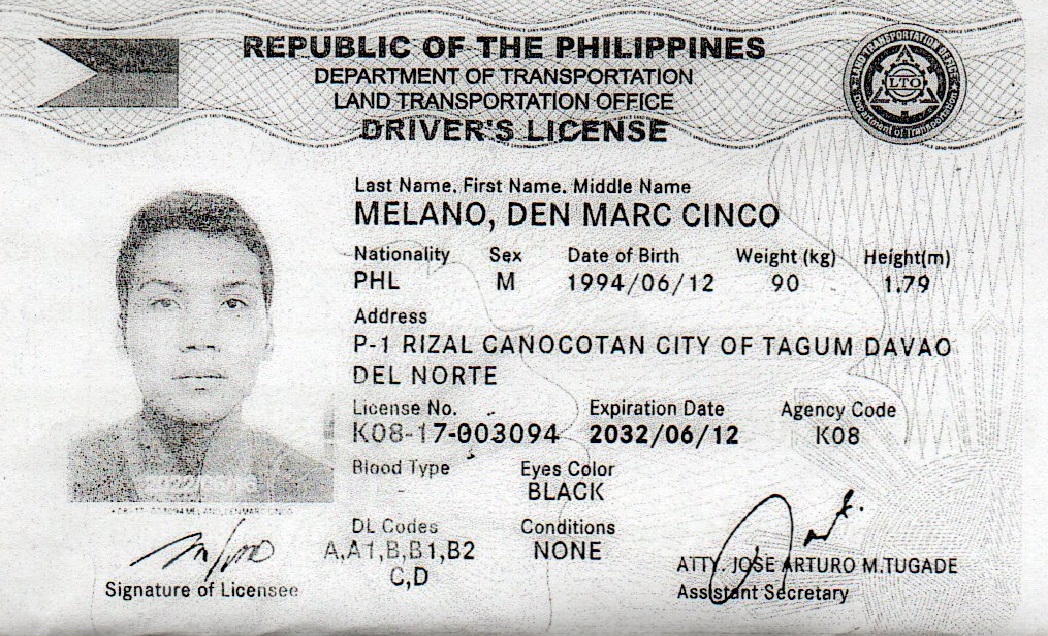 REPUBLIC OF THE PHILIPPINES
DEPARTMENT OF TRANSPORTATION
LAND TRANSPORTATION OFFICE
DRIVER'S LICENSE
LAND TRANSPORTATION OFFICE
LTO
Department of Transportation
Last Name, First Name, Middle Name
MELANO, DEN MARC CINCO
Nationality Sex Date of Birth Weight (kg) Height(m)
PHL M 1994/06/12 90 1.79
Address
P-1 RIZAL CANOCOTAN CITY OF TAGUM DAVAO
DEL NORTE
License No. Expiration Date Agency Code
K08-17-003094 2032/06/12 K08
Blood Type Eyes Color
- BLACK
DL Codes Conditions
A,A1,B,B1,B2 NONE
C,D
Signature of Licensee
ATTY. JOSE ARTURO M.TUGADE
Assistant Secretary